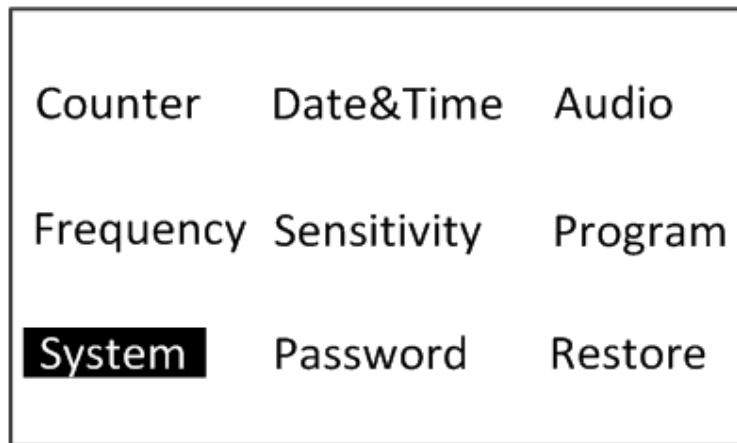 Counter Date&Time Audio
Frequency Sensitivity Program
System Password Restore